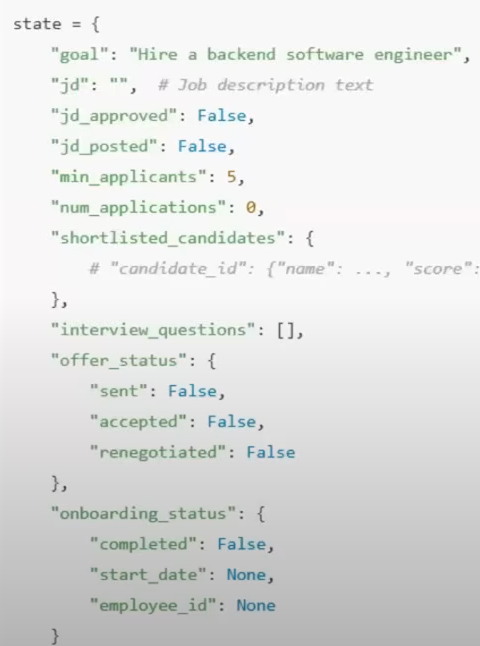 state = {
    "goal": "Hire a backend software engineer",
    "jd": "",  # Job description text
    "jd_approved": False,
    "jd_posted": False,
    "min_applicants": 5,
    "num_applications": 0,
    "shortlisted_candidates": {
        # "candidate_id": {"name": ..., "score":
    },
    "interview_questions": [],
    "offer_status": {
        "sent": False,
        "accepted": False,
        "renegotiated": False
    },
    "onboarding_status": {
        "completed": False,
        "start_date": None,
        "employee_id": None
    }